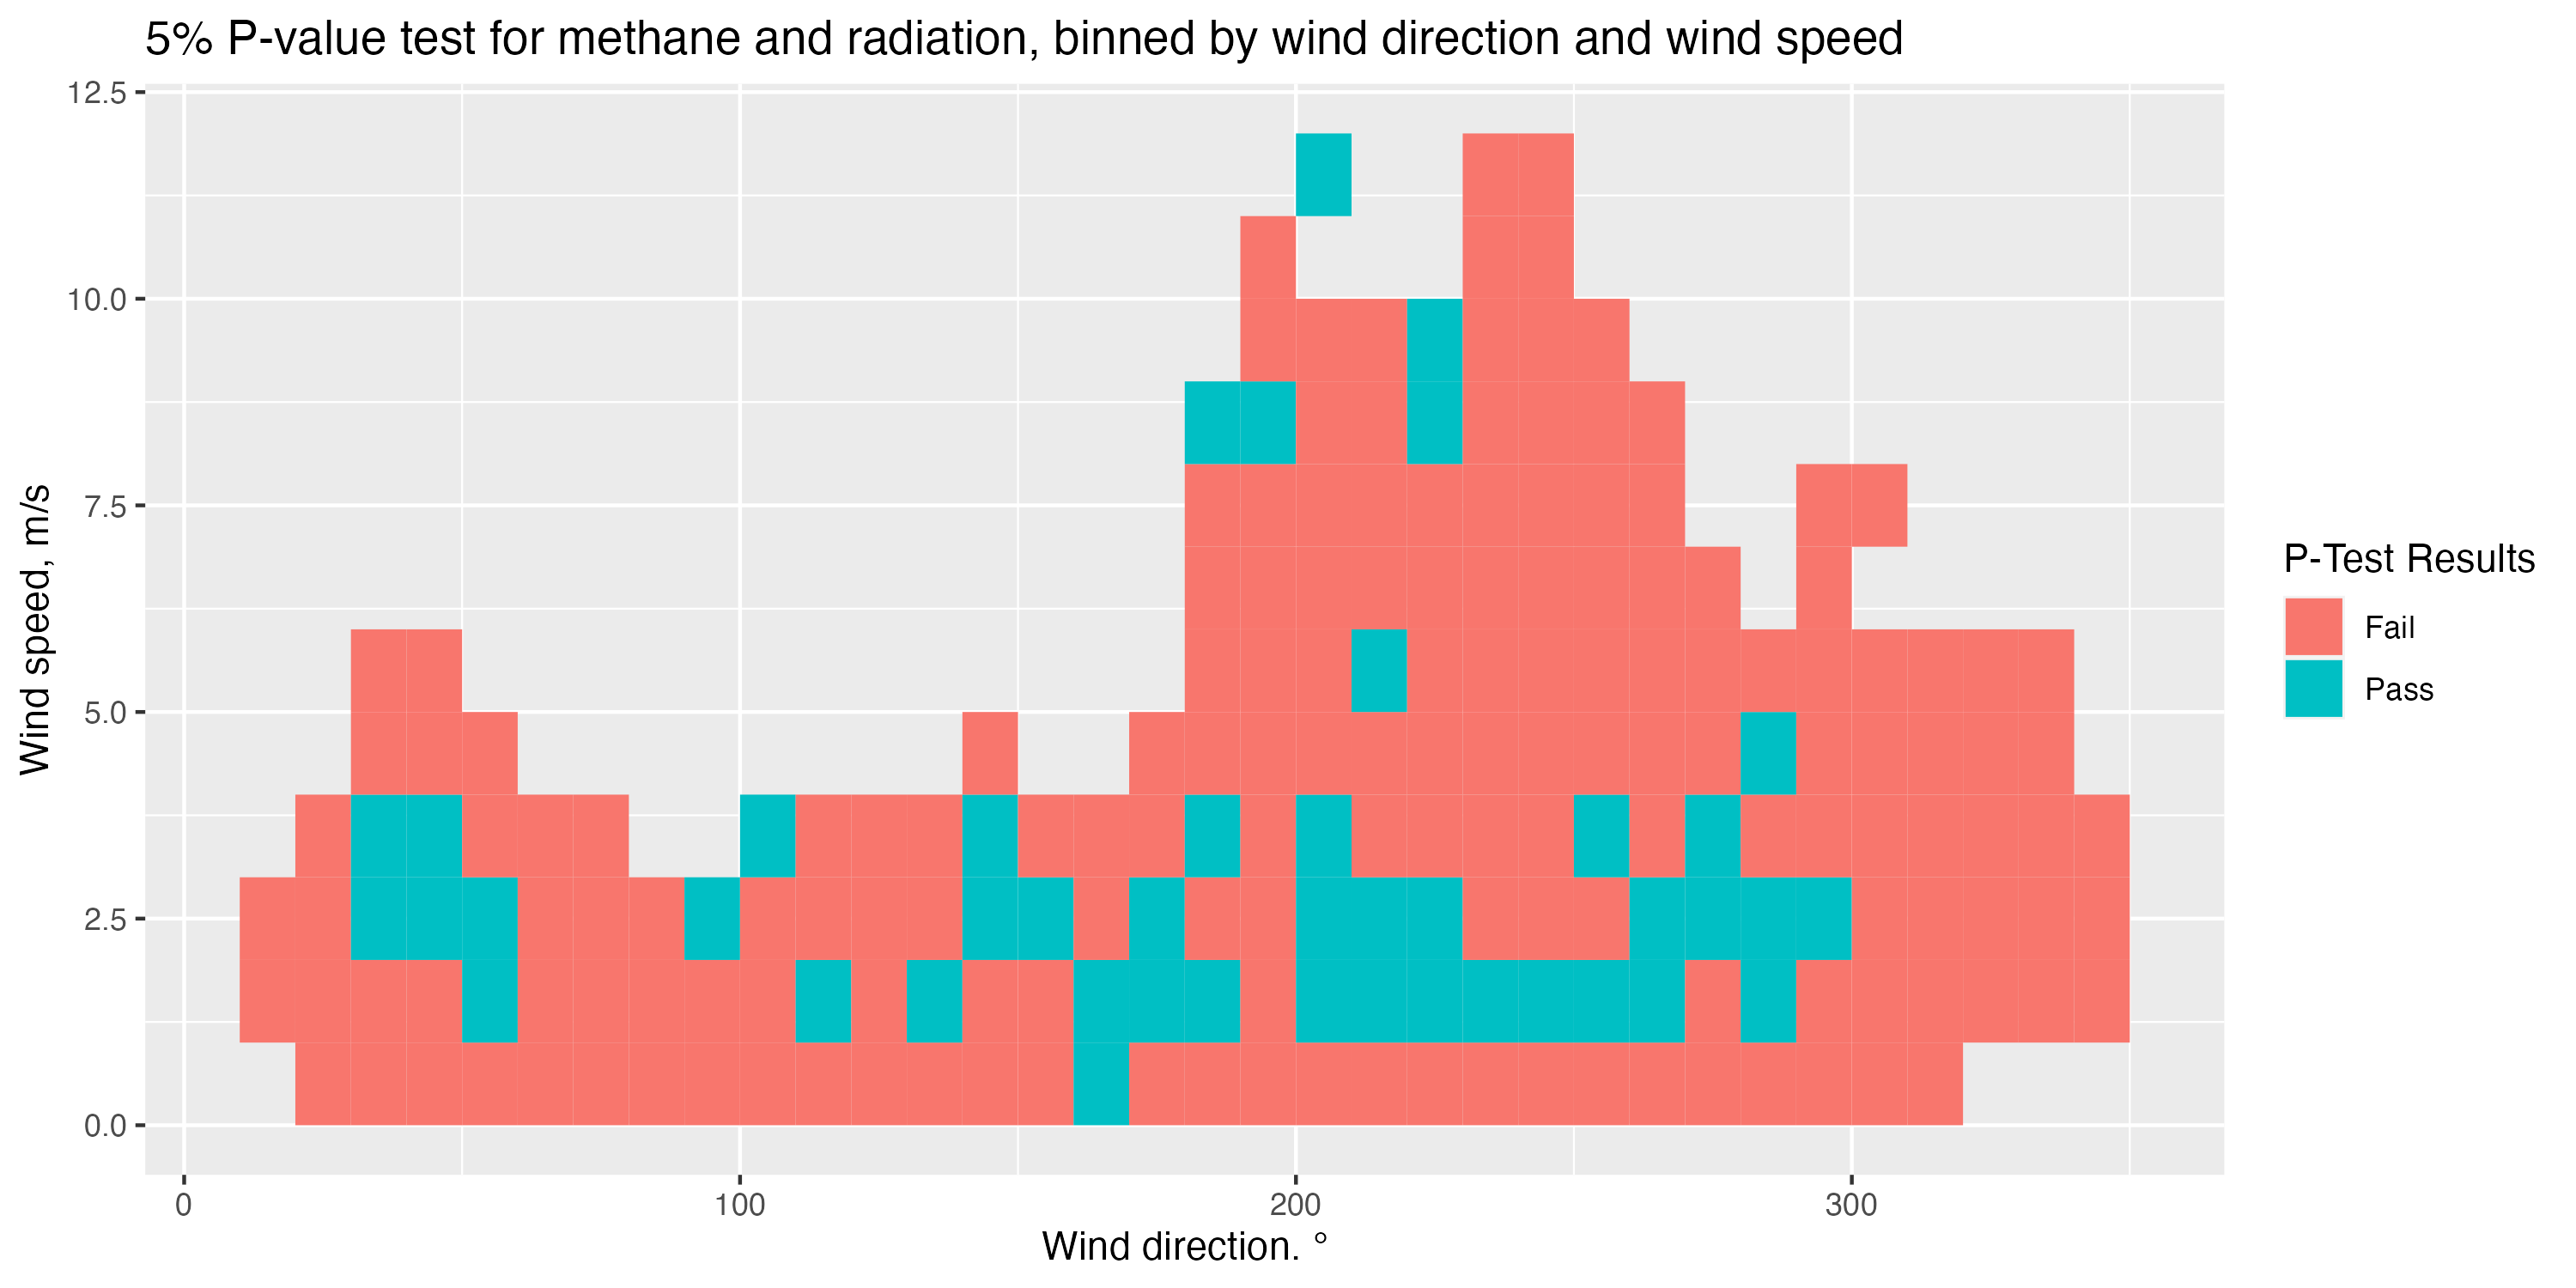 5% P-value test for methane and radiation, binned by wind direction and wind speed
12.5
10.0
7.5
5.0
2.5
0.0
Wind speed, m/s
0
100
200
300
Wind direction. °
P-Test Results
Fail
Pass